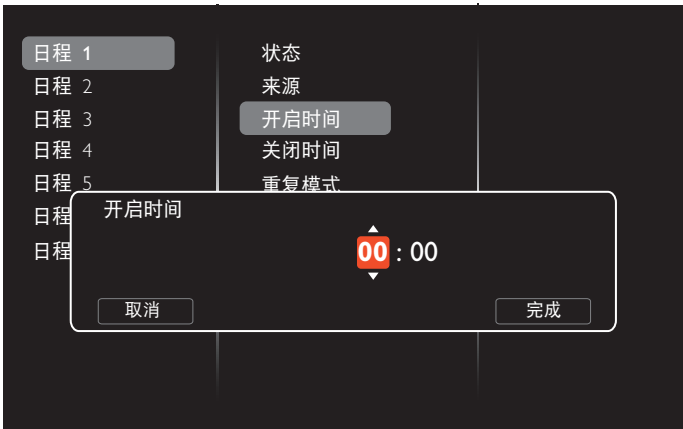 日程 1
日程 2
日程 3
日程 4
日程 5
日程
日程
状态
来源
开启时间
关闭时间
重复模式
开启时间
00 : 00
取消
完成